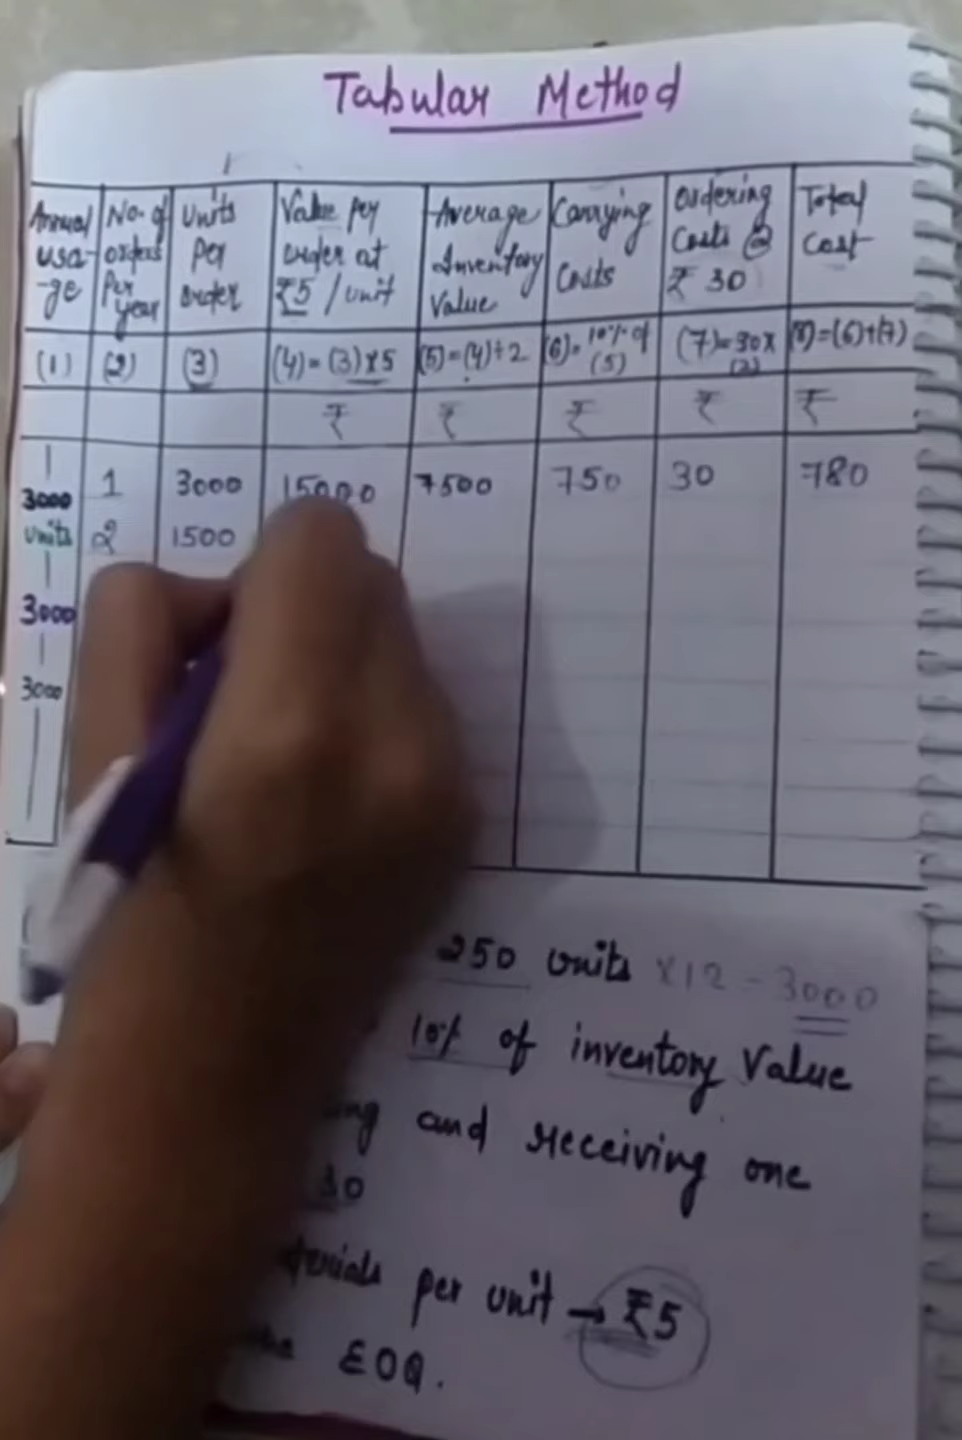 Tabular Method
Annual usa-ge | No. of orders Per year | Units Per order | Value per order at ₹5 / unit | Average Inventory Value | Carrying Costs | Ordering Costs @ ₹ 30 | Total Cost
(1) | (2) | (3) | (4) = (3) x 5 | (5) = (4) ÷ 2 | (6) = 10% of (5) | (7) = 30 x (2) | (8) = (6) + (7)
₹ | ₹ | ₹ | ₹ | ₹
3000 | 1 | 3000 | 15000 | 7500 | 750 | 30 | 780
units | 2 | 1500
3000
3000
250 units x 12 - 3000
10% of inventory Value
and receiving one
30
per unit → ₹5
EOQ.